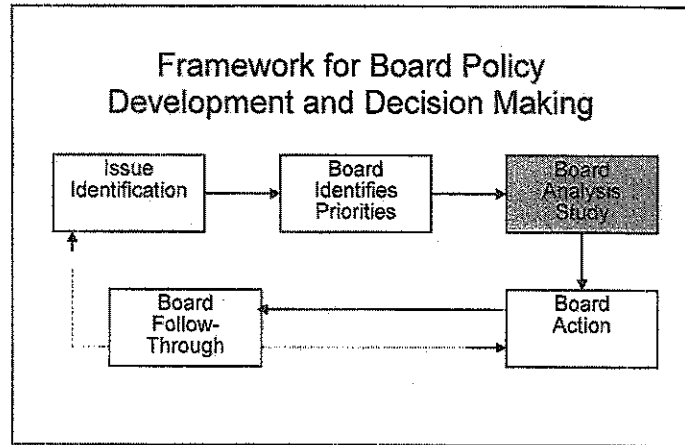 Framework for Board Policy
Development and Decision Making
Issue
Identification
Board
Identifies
Priorities
Board
Analysis
Study
Board
Follow-
Through
Board
Action